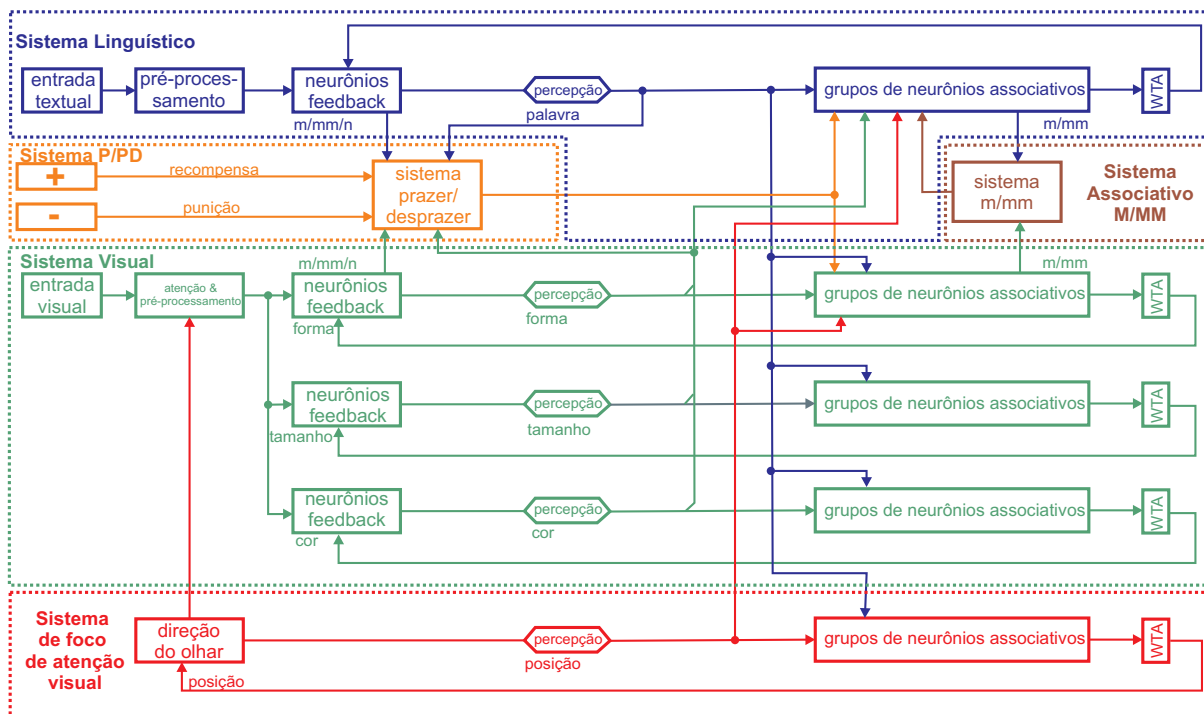 Sistema Linguístico
entrada
textual
pré-proces-
samento
neurônios
feedback
m/mm/n
percepção
palavra
grupos de neurônios associativos
m/mm
WTA
Sistema P/PD
+
recompensa
-
punição
sistema
prazer/
desprazer
sistema
m/mm
Sistema
Associativo
M/MM
Sistema Visual
entrada
visual
atenção &
pré-processamento
m/mm/n
neurônios
feedback
forma
percepção
forma
m/mm
grupos de neurônios associativos
WTA
neurônios
feedback
tamanho
percepção
tamanho
grupos de neurônios associativos
WTA
neurônios
feedback
cor
percepção
cor
grupos de neurônios associativos
WTA
Sistema
de foco
de atenção
visual
direção
do olhar
posição
percepção
posição
grupos de neurônios associativos
WTA